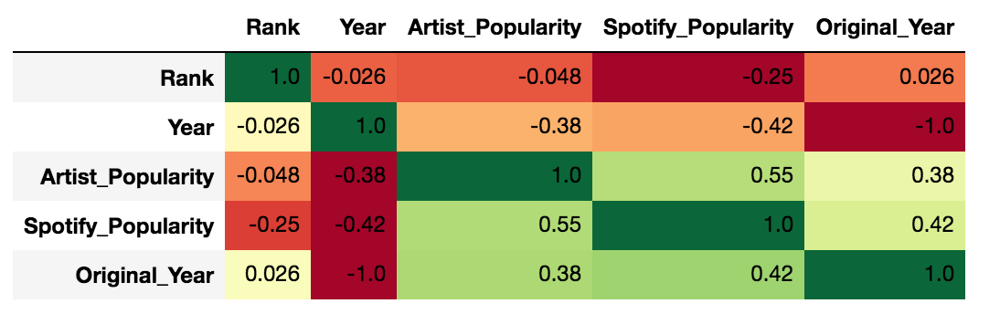 Rank Year Artist_Popularity Spotify_Popularity Original_Year
Rank 1.0 -0.026 -0.048 -0.25 0.026
Year -0.026 1.0 -0.38 -0.42 -1.0
Artist_Popularity -0.048 -0.38 1.0 0.55 0.38
Spotify_Popularity -0.25 -0.42 0.55 1.0 0.42
Original_Year 0.026 -1.0 0.38 0.42 1.0